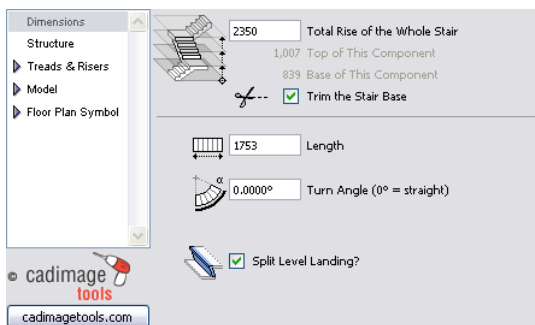 Dimensions
Structure
Treads & Risers
Model
Floor Plan Symbol
© cadimage
tools
cadimagetools.com
2350 Total Rise of the Whole Stair
1,007 Top of This Component
839 Base of This Component
Trim the Stair Base
1753 Length
α
0.0000° Turn Angle (0° = straight)
Split Level Landing?